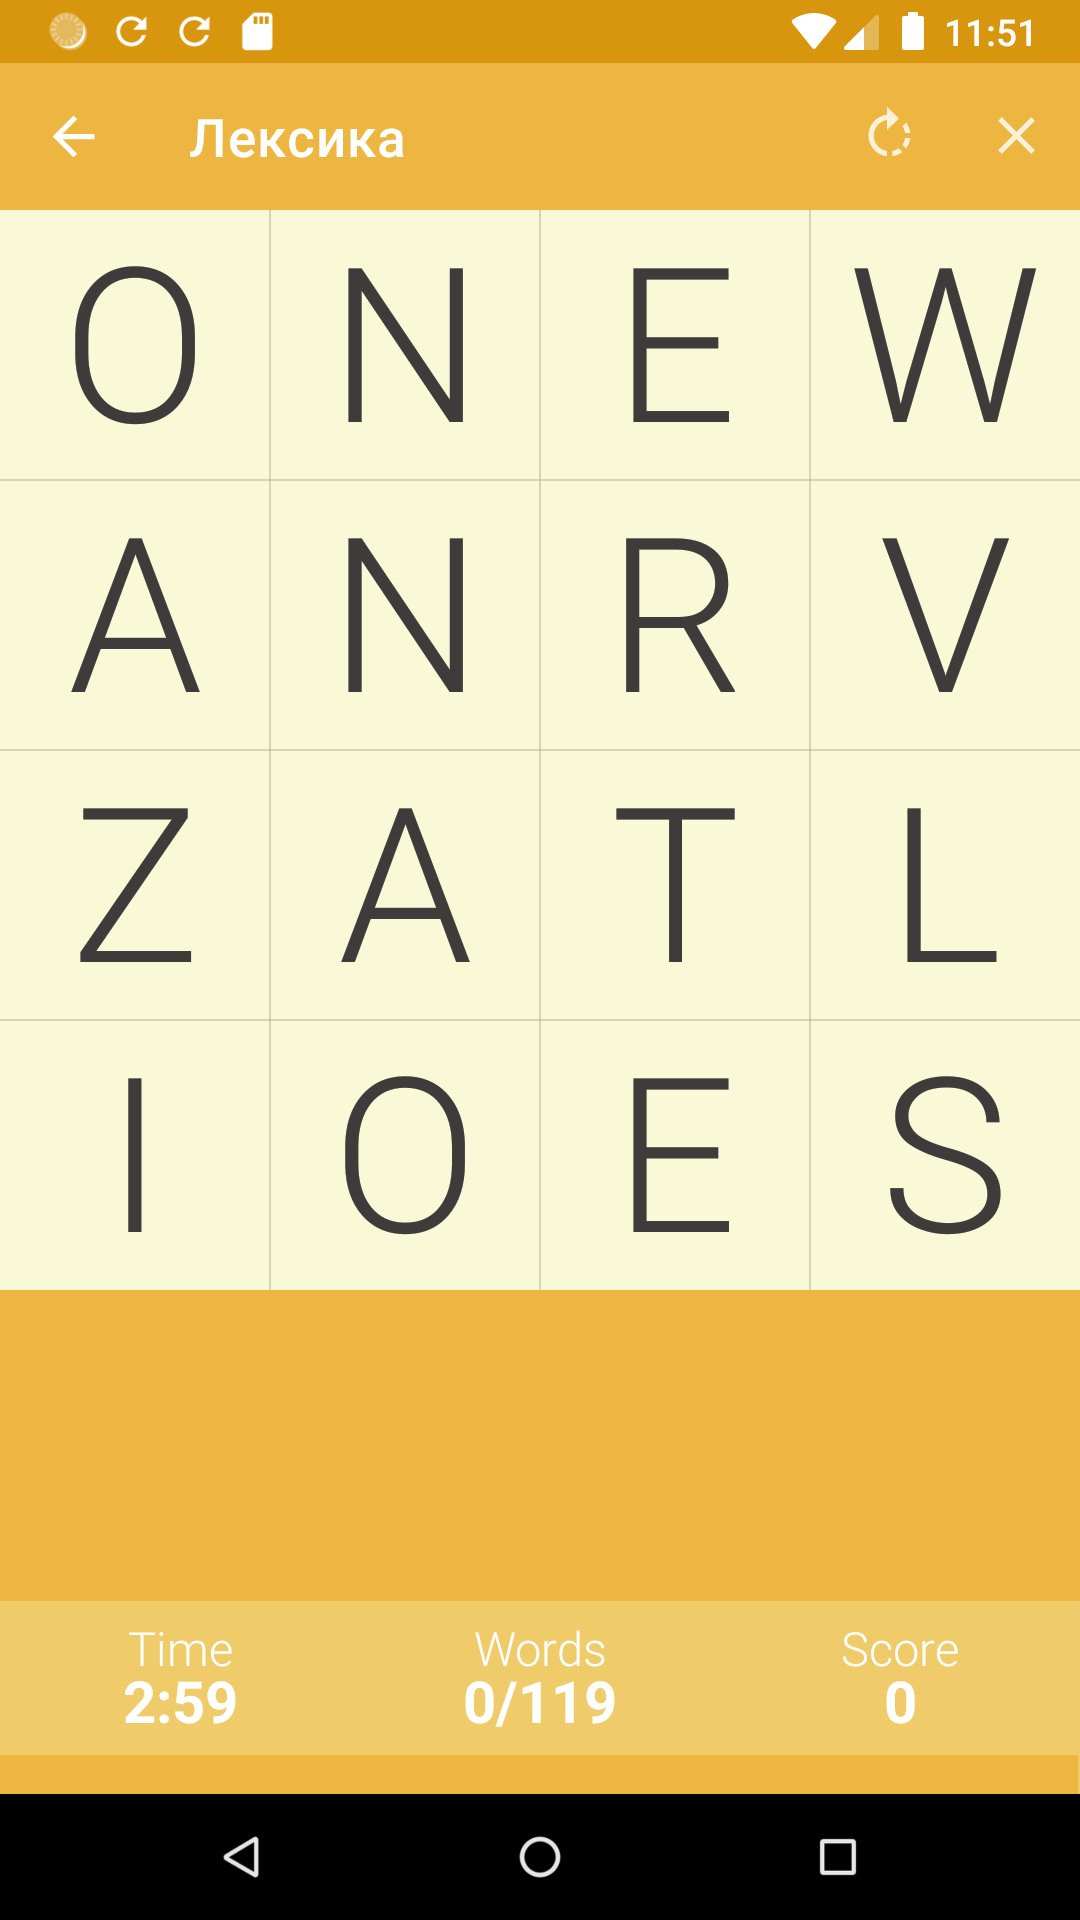 11:51
Лексика
O N E W
A N R V
Z A T L
I O E S
Time Words Score
2:59 0/119 0